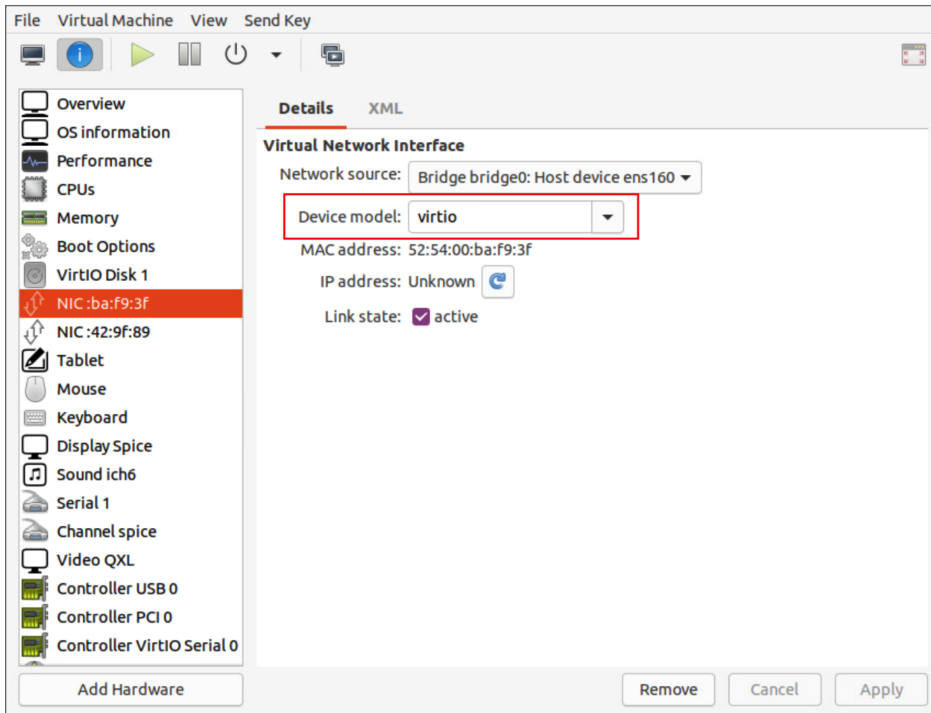 File Virtual Machine View Send Key
Overview
OS information
Performance
CPUs
Memory
Boot Options
VirtIO Disk 1
NIC :ba:f9:3f
NIC :42:9f:89
Tablet
Mouse
Keyboard
Display Spice
Sound ich6
Serial 1
Channel spice
Video QXL
Controller USB 0
Controller PCI 0
Controller VirtIO Serial 0
Add Hardware
Details XML
Virtual Network Interface
Network source: Bridge bridge0: Host device ens160
Device model: virtio
MAC address: 52:54:00:ba:f9:3f
IP address: Unknown
Link state: active
Remove Cancel Apply